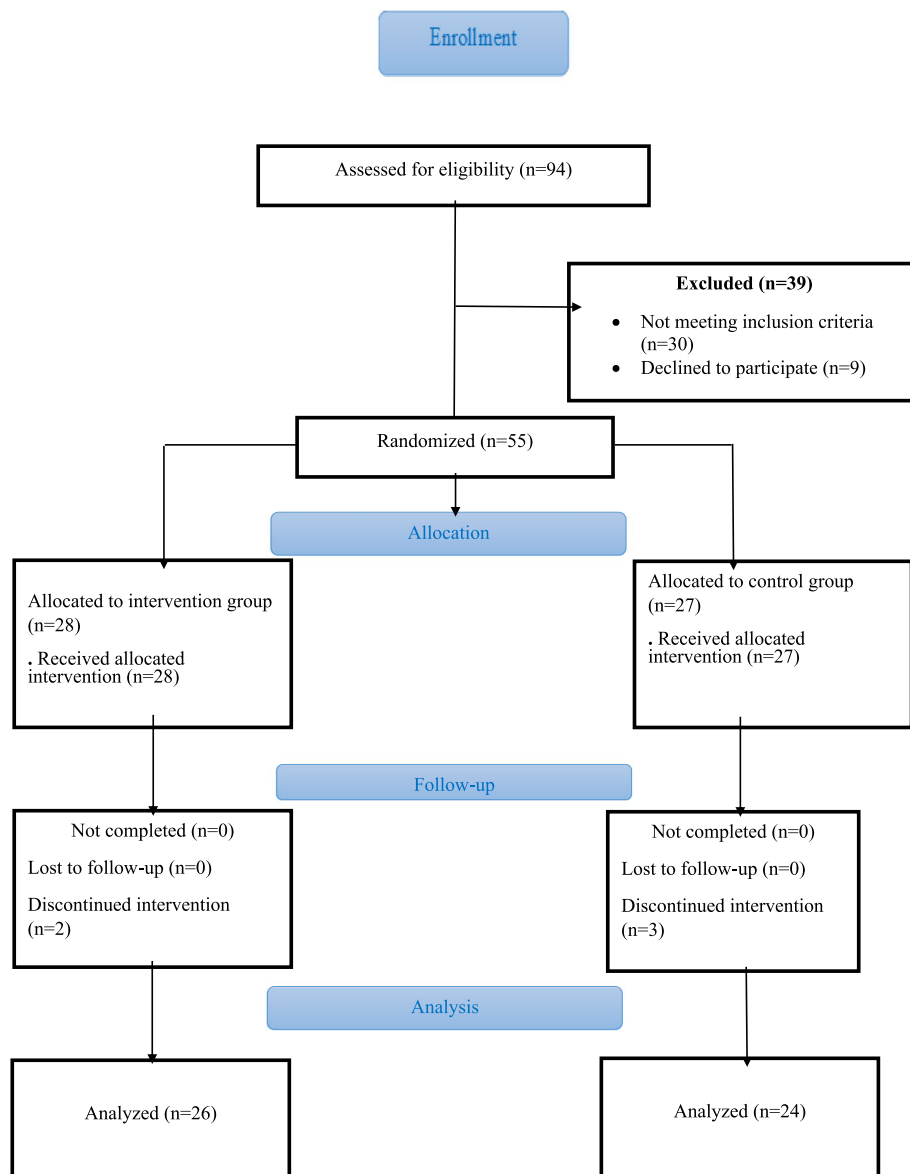 Enrollment
Assessed for eligibility (n=94)
Excluded (n=39)
• Not meeting inclusion criteria
(n=30)
• Declined to participate (n=9)
Randomized (n=55)
Allocation
Allocated to intervention group
(n=28)
. Received allocated
intervention (n=28)
Allocated to control group
(n=27)
. Received allocated
intervention (n=27)
Follow-up
Not completed (n=0)
Lost to follow-up (n=0)
Discontinued intervention
(n=2)
Not completed (n=0)
Lost to follow-up (n=0)
Discontinued intervention
(n=3)
Analysis
Analyzed (n=26)
Analyzed (n=24)